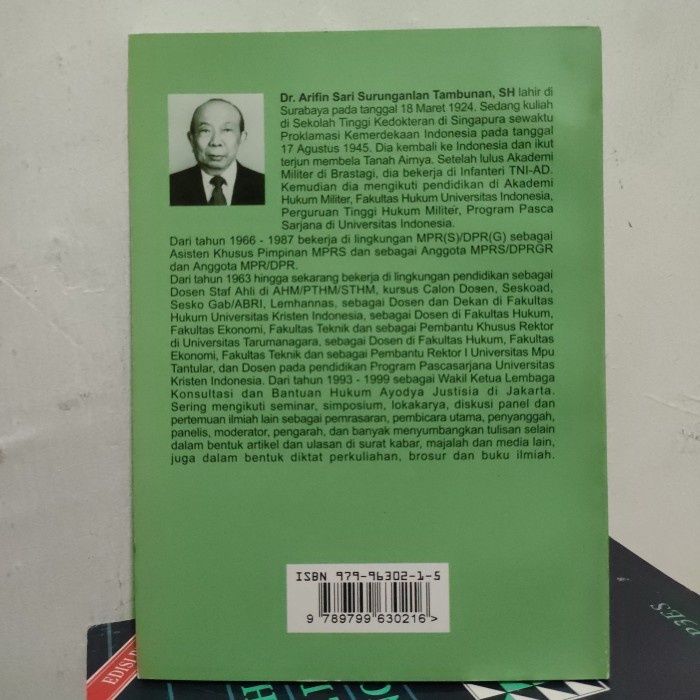 Dr. Arifin Sari Surunganlan Tambunan, SH lahir di
Surabaya pada tanggal 18 Maret 1924. Sedang kuliah
di Sekolah Tinggi Kedokteran di Singapura sewaktu
Proklamasi Kemerdekaan Indonesia pada tanggal
17 Agustus 1945. Dia kembali ke Indonesia dan ikut
terjun membela Tanah Airnya. Setelah lulus Akademi
Militer di Brastagi, dia bekerja di Infanteri TNI-AD.
Kemudian dia mengikuti pendidikan di Akademi
Hukum Militer, Fakultas Hukum Universitas Indonesia,
Perguruan Tinggi Hukum Militer, Program Pasca
Sarjana di Universitas Indonesia.
Dari tahun 1966 - 1987 bekerja di lingkungan MPR(S)/DPR(G) sebagai
Asisten Khusus Pimpinan MPRS dan sebagai Anggota MPRS/DPRGR
dan Anggota MPR/DPR.
Dari tahun 1963 hingga sekarang bekerja di lingkungan pendidikan sebagai
Dosen Staf Ahli di AHM/PTHM/STHM, kursus Calon Dosen, Seskoad,
Sesko Gab/ABRI, Lemhannas, sebagai Dosen dan Dekan di Fakultas
Hukum Universitas Kristen Indonesia, sebagai Dosen di Fakultas Hukum,
Fakultas Ekonomi, Fakultas Teknik dan sebagai Pembantu Khusus Rektor
di Universitas Tarumanagara, sebagai Dosen di Fakultas Hukum, Fakultas
Ekonomi, Fakultas Teknik dan sebagai Pembantu Rektor I Universitas Mpu
Tantular, dan Dosen pada pendidikan Program Pascasarjana Universitas
Kristen Indonesia. Dari tahun 1993 - 1999 sebagai Wakil Ketua Lembaga
Konsultasi dan Bantuan Hukum Ayodya Justisia di Jakarta.
Sering mengikuti seminar, simposium, lokakarya, diskusi panel dan
pertemuan ilmiah lain sebagai pemrasaran, pembicara utama, penyanggah,
panelis, moderator, pengarah, dan banyak menyumbangkan tulisan selain
dalam bentuk artikel dan ulasan di surat kabar, majalah dan media lain,
juga dalam bentuk diktat perkuliahan, brosur dan buku ilmiah.
ISBN 979-96302-1-5
9 789799 630216 >
EDISI
LP3ES